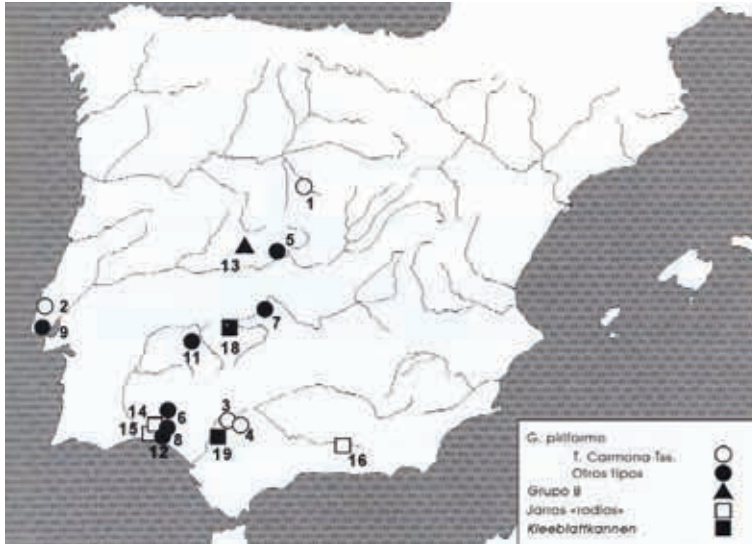 1
5
13
2
9
7
18
11
3
14
6
4
15
8
12
19
16
G. piriforme
T. Carmona Tss.
Otros tipos
Grupo B
Jarros «rodios»
Kleeblattkannen